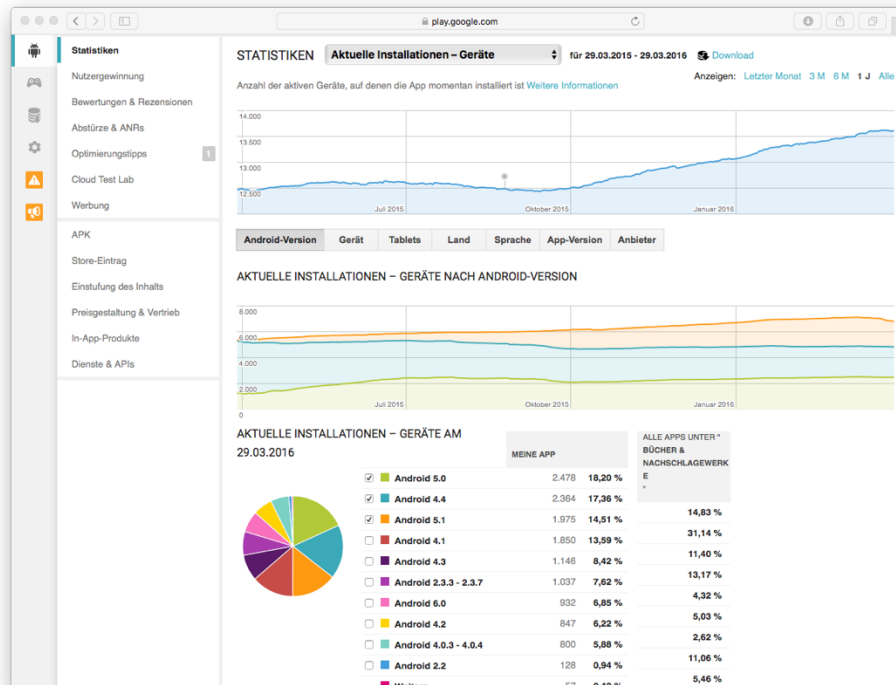 play.google.com
Statistiken
Nutzergewinnung
Bewertungen & Rezensionen
Abstürze & ANRs
Optimierungstipps 1
Cloud Test Lab
Werbung
APK
Store-Eintrag
Einstufung des Inhalts
Preisgestaltung & Vertrieb
In-App-Produkte
Dienste & APIs
STATISTIKEN Aktuelle Installationen – Geräte für 29.03.2015 - 29.03.2016 Download
Anzeigen: Letzter Monat 3 M 6 M 1 J Alle
Anzahl der aktiven Geräte, auf denen die App momentan installiert ist Weitere Informationen
14.000
13.500
13.000
12.500
Juli 2015 Oktober 2015 Januar 2016
Android-Version Gerät Tablets Land Sprache App-Version Anbieter
AKTUELLE INSTALLATIONEN – GERÄTE NACH ANDROID-VERSION
8.000
6.000
4.000
2.000
0
Juli 2015 Oktober 2015 Januar 2016
AKTUELLE INSTALLATIONEN – GERÄTE AM
29.03.2016
MEINE APP
ALLE APPS UNTER "
BÜCHER &
NACHSCHLAGEWERK
E
"
Android 5.0 2.478 18,20 %
Android 4.4 2.364 17,36 %
Android 5.1 1.975 14,51 %
Android 4.1 1.850 13,59 %
Android 4.3 1.146 8,42 %
Android 2.3.3 - 2.3.7 1.037 7,62 %
Android 6.0 932 6,85 %
Android 4.2 847 6,22 %
Android 4.0.3 - 4.0.4 800 5,88 %
Android 2.2 128 0,94 %
14,83 %
31,14 %
11,40 %
13,17 %
4,32 %
5,03 %
2,62 %
11,06 %
5,46 %